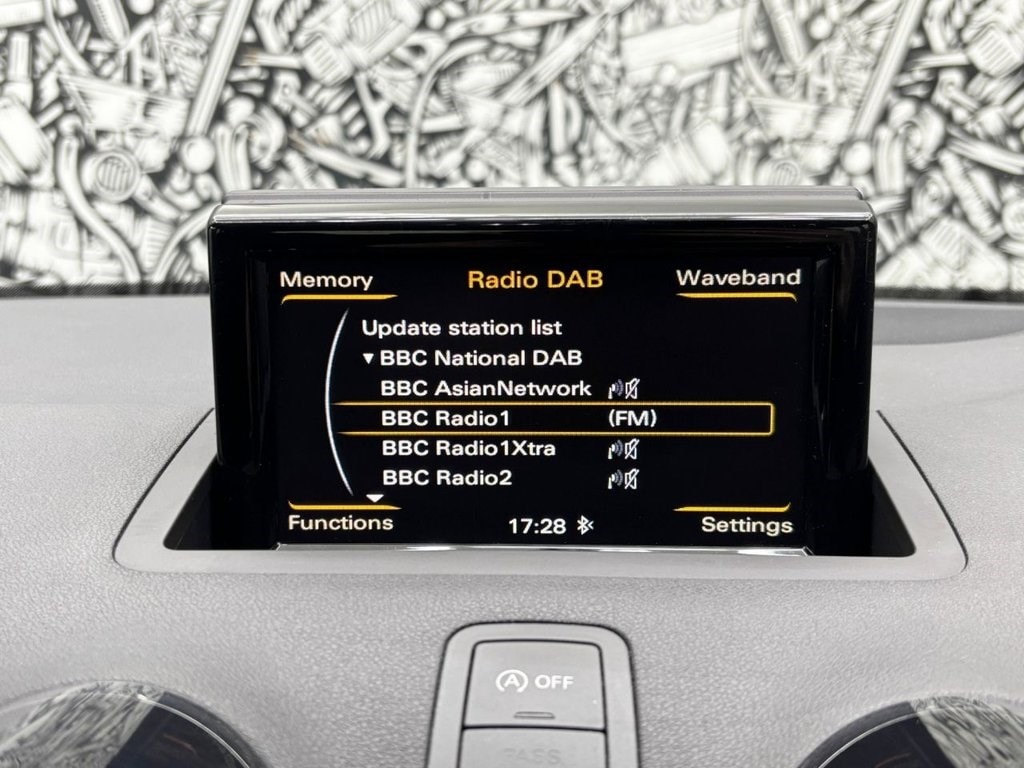 Memory Radio DAB Waveband
Update station list
▼ BBC National DAB
BBC AsianNetwork
BBC Radio1 (FM)
BBC Radio1Xtra
BBC Radio2
Functions 17:28 Settings
A OFF